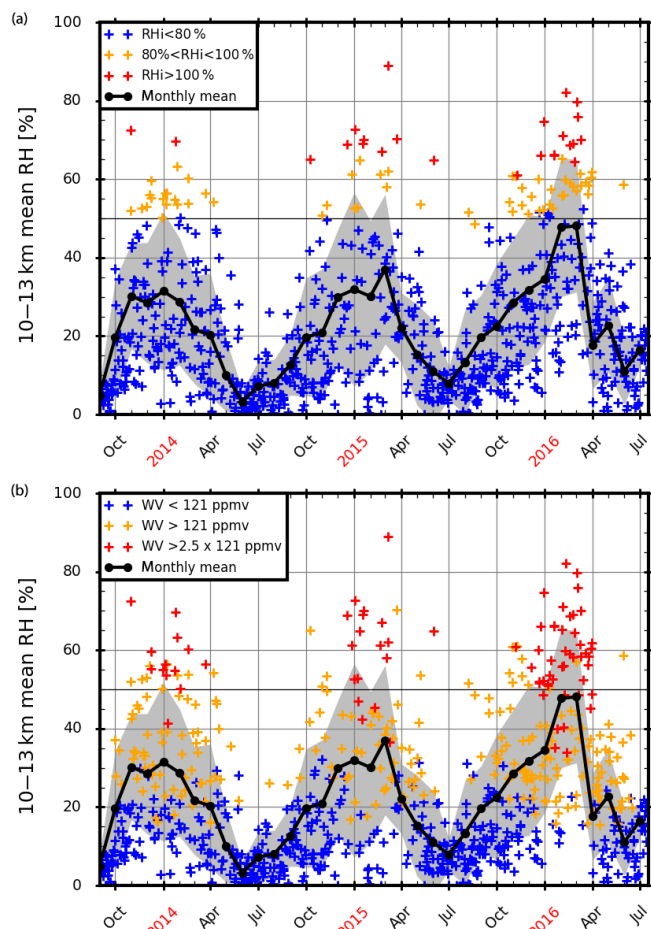 (a)
100
80
60
40
20
0
10−13 km mean RH [%]
RHi<80 %
80%<RHi<100 %
RHi>100 %
Monthly mean
Oct 2014 Apr Jul Oct 2015 Apr Jul Oct 2016 Apr Jul
(b)
100
80
60
40
20
0
10−13 km mean RH [%]
WV < 121 ppmv
WV > 121 ppmv
WV >2.5 x 121 ppmv
Monthly mean
Oct 2014 Apr Jul Oct 2015 Apr Jul Oct 2016 Apr Jul